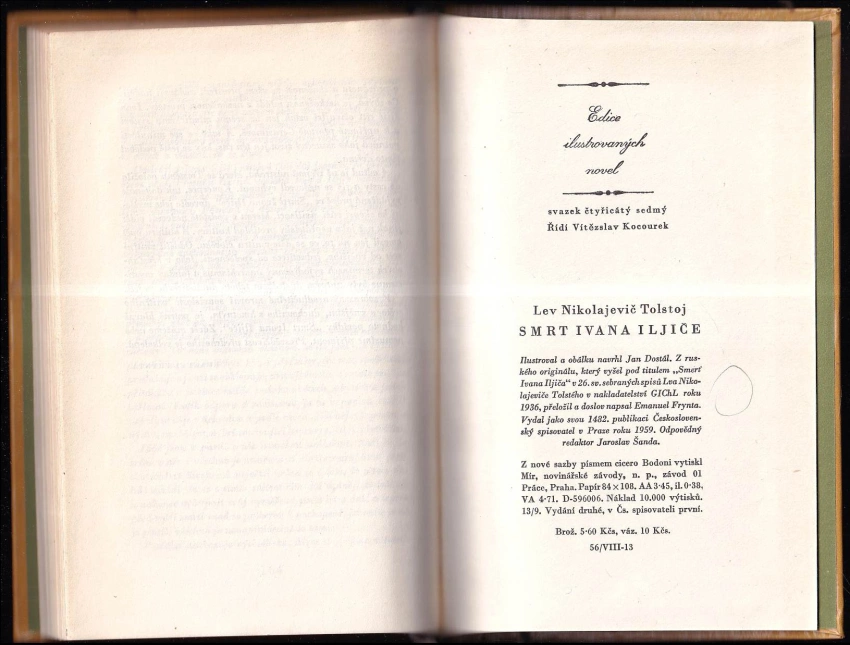 Edice
ilustrovaných
novel
svazek čtyřicátý sedmý
Řídí Vítězslav Kocourek
Lev Nikolajevič Tolstoj
SMRT IVANA ILJIČE
Ilustroval a obálku navrhl Jan Dostál. Z rus-
kého originálu, který vyšel pod titulem „Smerť
Ivana Iljiča“ v 26. sv. sebraných spisů Lva Niko-
lajeviče Tolstého v nakladatelství GIChL roku
1936, přeložil a doslov napsal Emanuel Frynta.
Vydal jako svou 1482. publikaci Českosloven-
ský spisovatel v Praze roku 1959. Odpovědný
redaktor Jaroslav Šanda.
Z nové sazby písmem cicero Bodoni vytiskl
Mír, novinářské závody, n. p., závod 01
Práce, Praha. Papír 84×108. AA 3·45, il. 0·38,
VA 4·71. D-596006. Náklad 10.000 výtisků.
13/9. Vydání druhé, v Čs. spisovateli první.
Brož. 5·60 Kčs, váz. 10 Kčs.
56/VIII-13